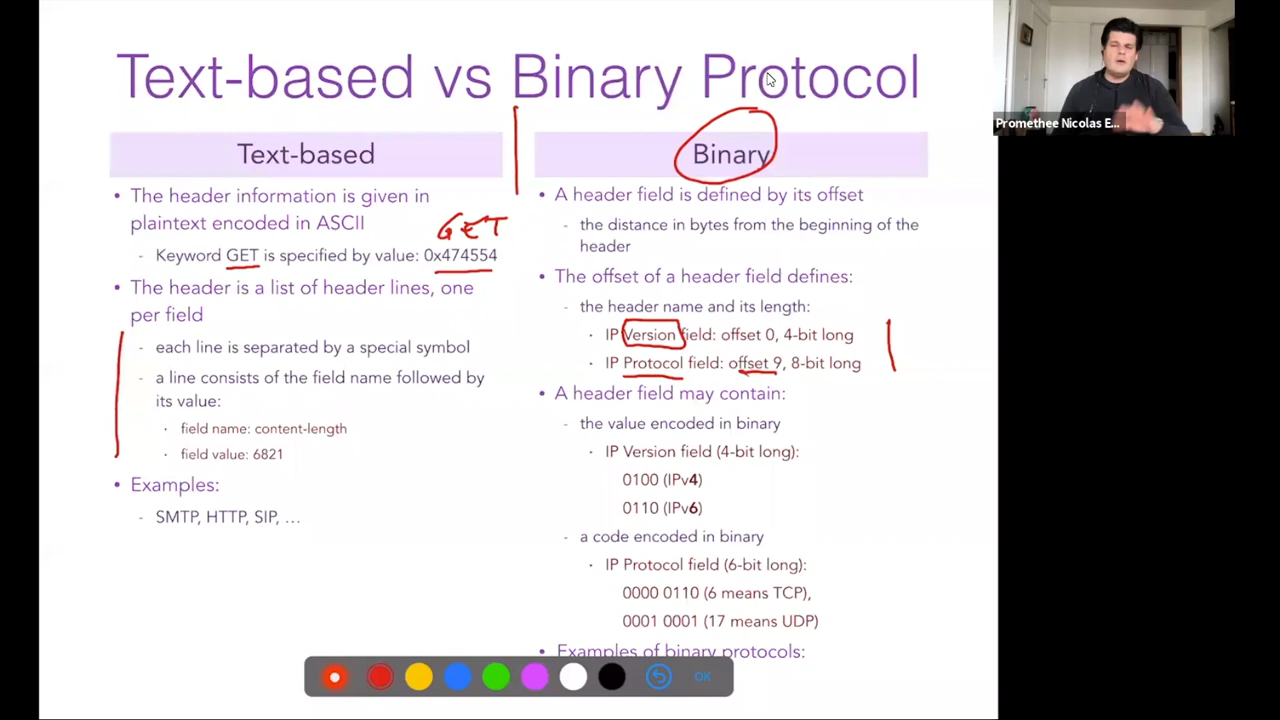 Text-based vs Binary Protocol
Promethee Nicolas E...
Text-based
• The header information is given in
plaintext encoded in ASCII
GET
- Keyword GET is specified by value: 0x474554
• The header is a list of header lines, one
per field
- each line is separated by a special symbol
- a line consists of the field name followed by
its value:
· field name: content-length
· field value: 6821
• Examples:
- SMTP, HTTP, SIP, …
Binary
• A header field is defined by its offset
- the distance in bytes from the beginning of the
header
• The offset of a header field defines:
- the header name and its length:
· IP Version field: offset 0, 4-bit long)
· IP Protocol field: offset 9, 8-bit long)
• A header field may contain:
- the value encoded in binary
· IP Version field (4-bit long):
0100 (IPv4)
0110 (IPv6)
- a code encoded in binary
· IP Protocol field (6-bit long):
0000 0110 (6 means TCP),
0001 0001 (17 means UDP)
• Examples of binary protocols:
OK